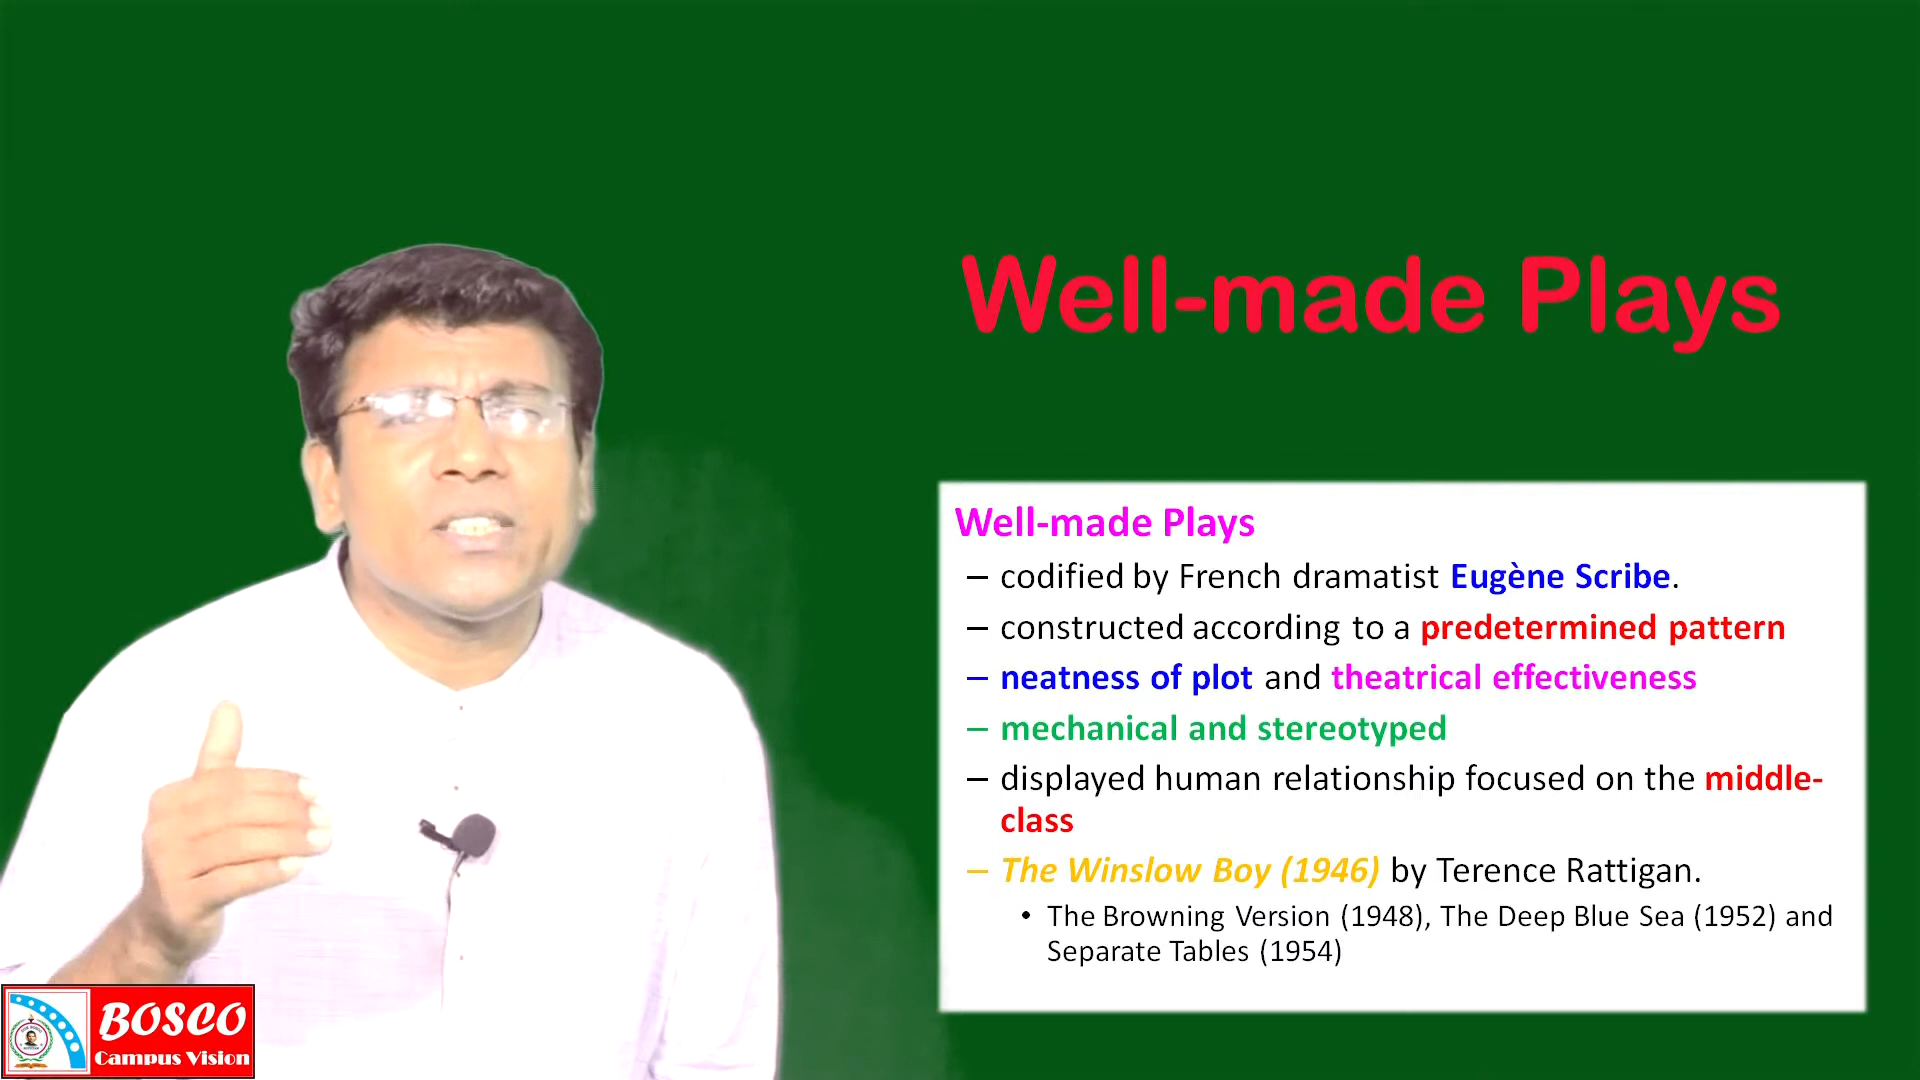 Well-made Plays
Well-made Plays
– codified by French dramatist Eugène Scribe.
– constructed according to a predetermined pattern
– neatness of plot and theatrical effectiveness
– mechanical and stereotyped
– displayed human relationship focused on the middle-
class
– The Winslow Boy (1946) by Terence Rattigan.
• The Browning Version (1948), The Deep Blue Sea (1952) and
Separate Tables (1954)
BOSCO
Campus Vision